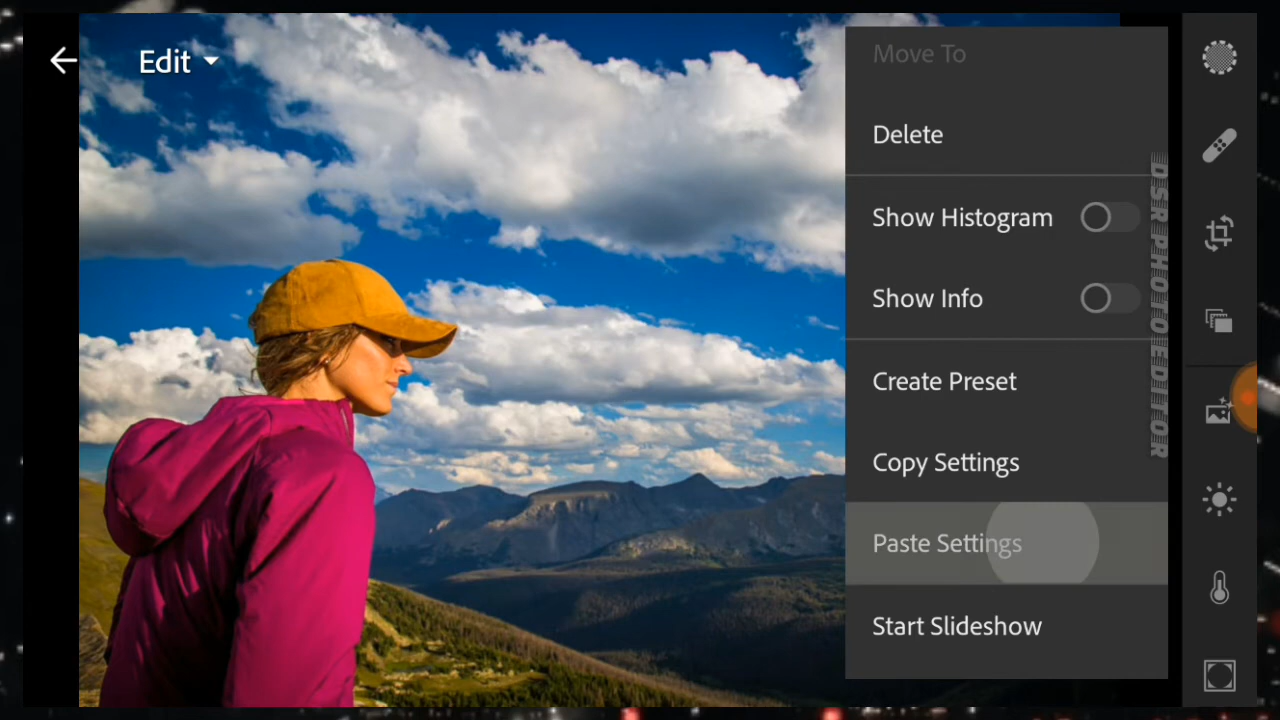 Edit
Move To
Delete
Show Histogram
Show Info
Create Preset
Copy Settings
Paste Settings
Start Slideshow
DSR PHOTO EDITOR